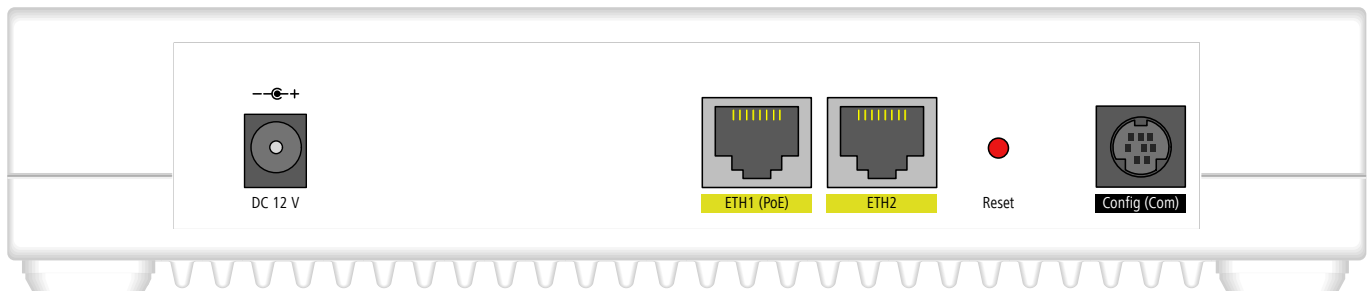 DC 12 V
ETH1 (PoE)
ETH2
Reset
Config (Com)